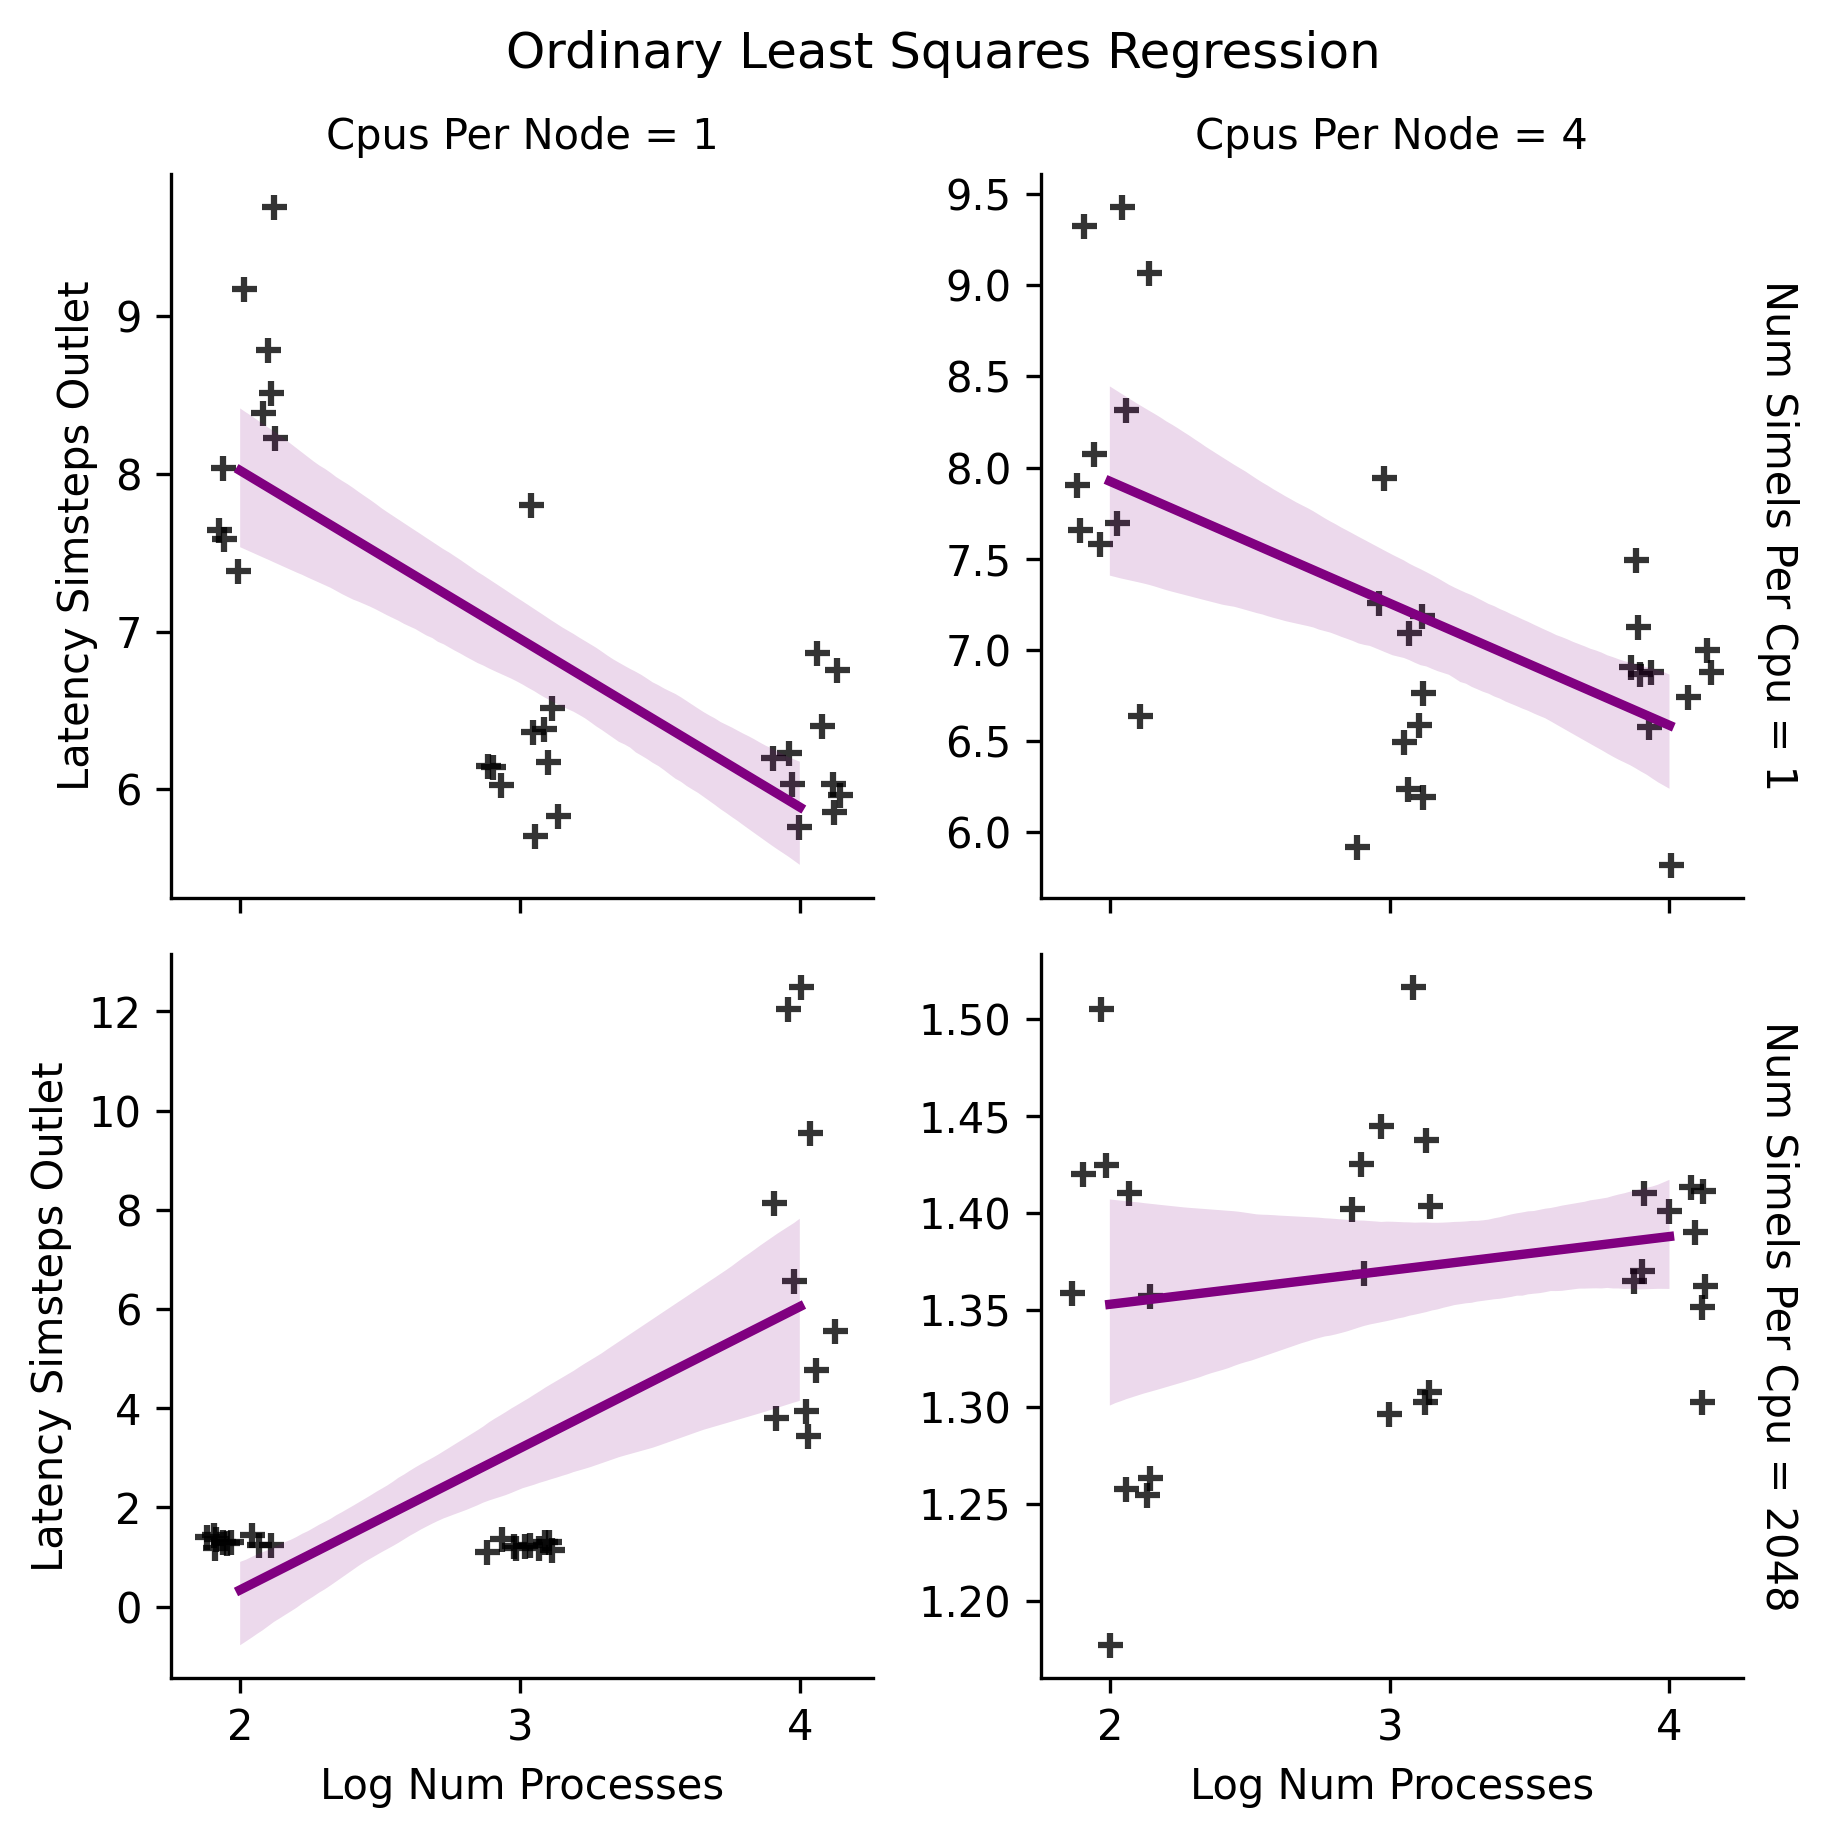 Ordinary Least Squares Regression
Cpus Per Node = 1
Cpus Per Node = 4
Latency Simsteps Outlet
9
8
7
6
9.5
9.0
8.5
8.0
7.5
7.0
6.5
6.0
Num Simels Per Cpu = 1
Latency Simsteps Outlet
12
10
8
6
4
2
0
1.50
1.45
1.40
1.35
1.30
1.25
1.20
Num Simels Per Cpu = 2048
2 3 4
2 3 4
Log Num Processes
Log Num Processes